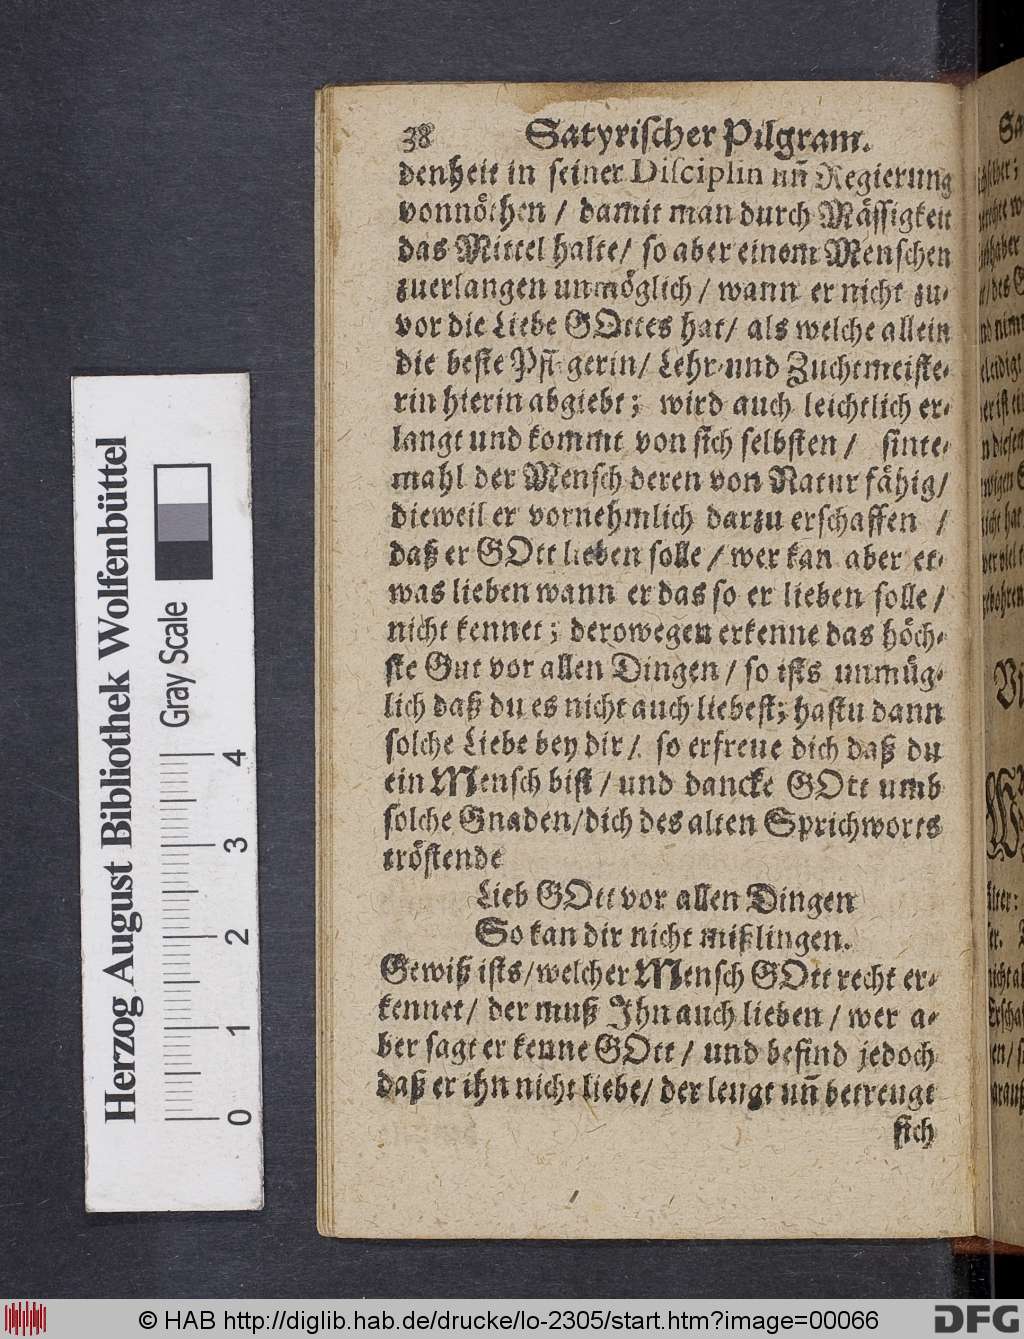 38 Satyrischer Pilgram.
denheit in seiner Disciplin uñ Regierung
vonnöthen / damit man durch Mässigkeit
das Mittel halte/ so aber einem Menschen
zuerlangen unmöglich / wann er nicht zu-
vor die Liebe GOttes hat/ als welche allein
die beste Pflegerin/ Lehr-und Zuchtmeiste-
rin hierin abgiebt; wird auch leichtlich er-
langt und kommt von sich selbsten / sinte-
mahl der Mensch deren von Natur fähig/
dieweil er vornehmlich darzu erschaffen /
daß er GOtt lieben solle / wer kan aber et-
was lieben wann er das so er lieben solle /
nicht kennet; derowegen erkenne das höch-
ste Gut vor allen Dingen / so ists unmüg-
lich daß du es nicht auch liebest; hastu dann
solche Liebe bey dir / so erfreue dich daß du
ein Mensch bist / und dancke GOtt umb
solche Gnaden/dich des alten Sprichworts
tröstende
Lieb GOtt vor allen Dingen
So kan dir nicht mißlingen.
Gewiß ists/welcher Mensch GOtt recht er-
kennet/ der muß Ihn auch lieben / wer a-
ber sagt er kenne GOtt / und befind jedoch
daß er ihn nicht liebe/ der leugt uñ betreugt
sich
Herzog August Bibliothek Wolfenbüttel
Gray Scale
0 1 2 3 4
© HAB http://diglib.hab.de/drucke/lo-2305/start.htm?image=00066
DFG